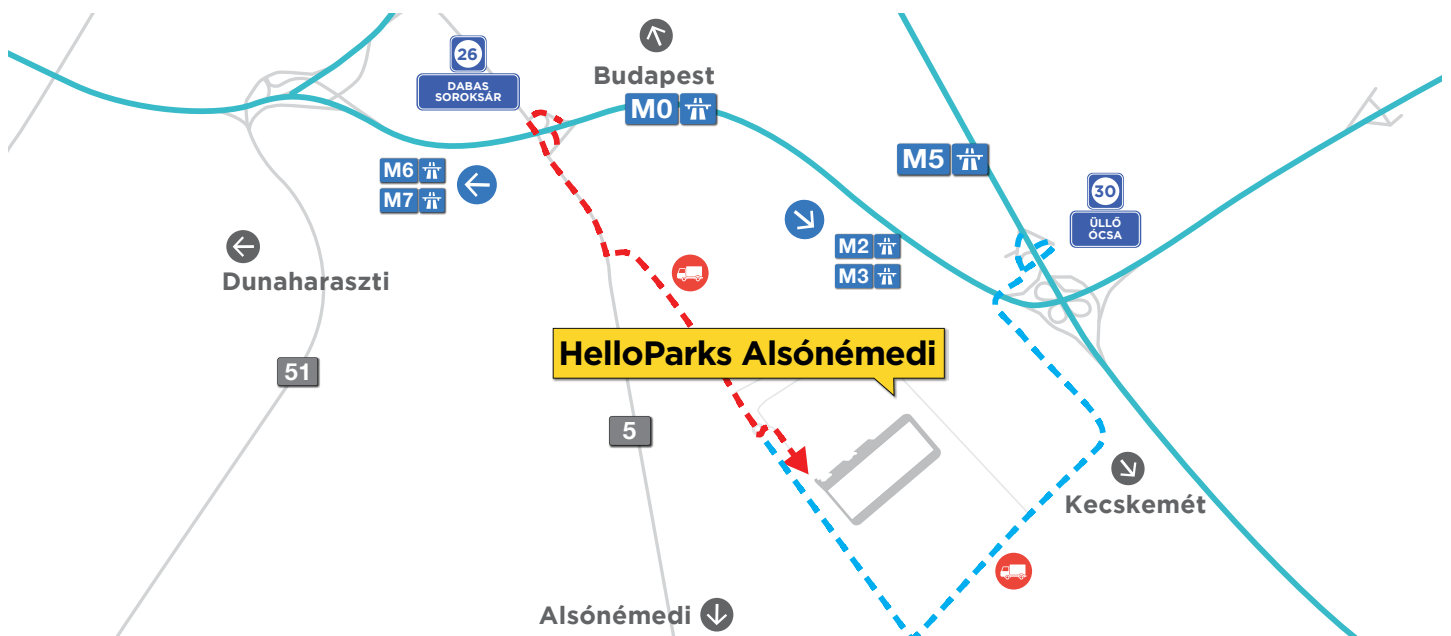 26
DABAS
SOROKSÁR
Budapest
M0
M6
M7
M5
30
ÜLLŐ
ÓCSA
M2
M3
Dunaharaszti
HelloParks Alsónémedi
51
5
Kecskemét
Alsónémedi